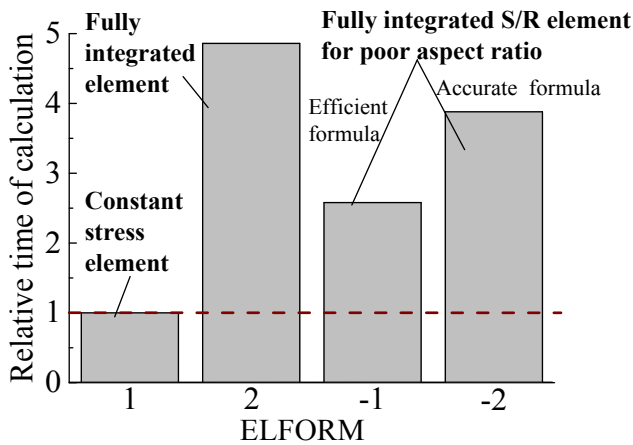 Fully
integrated
element
Fully integrated S/R element
for poor aspect ratio
Efficient
formula
Accurate formula
Constant
stress
element
Relative time of calculation
5
4
3
2
1
0
1
2
-1
-2
ELFORM